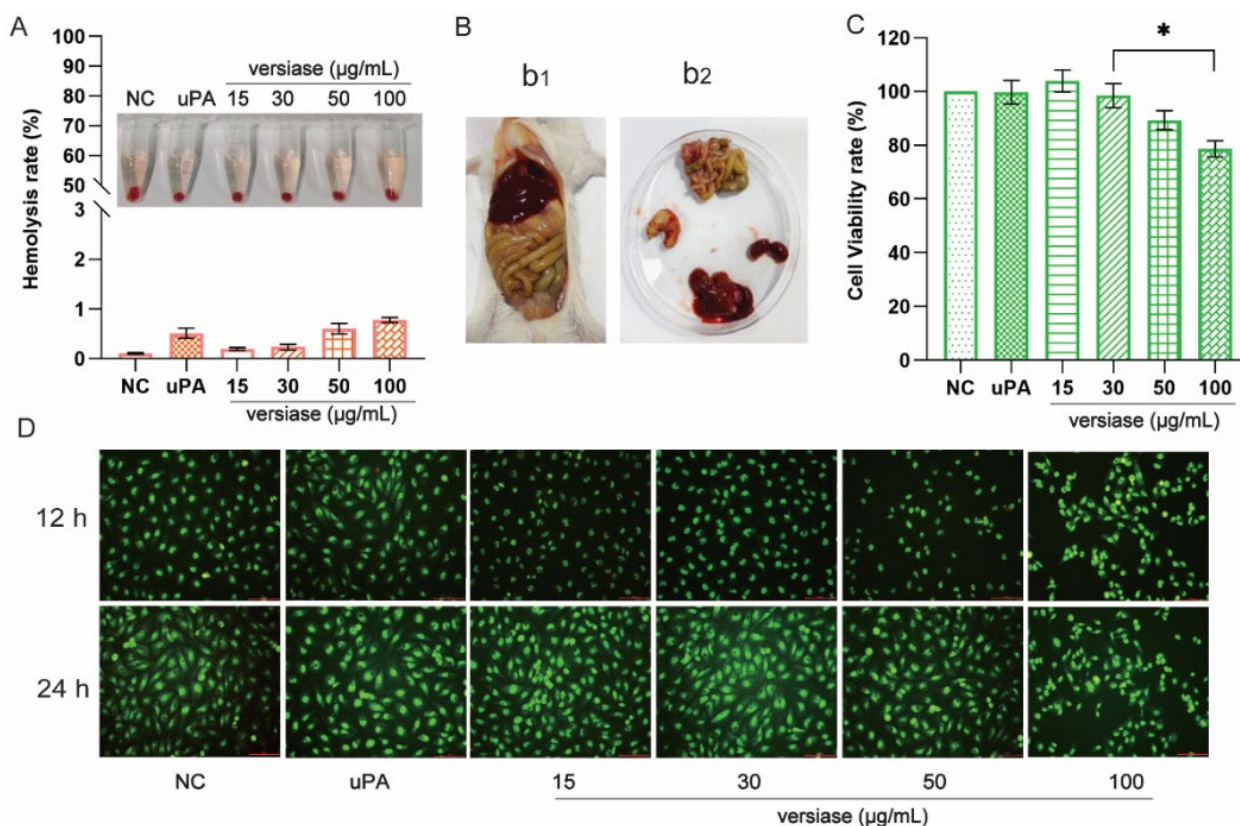 A
Hemolysis rate (%)
100
90
80
70
60
50
3
2
1
0
versiase (μg/mL)
NC uPA 15 30 50 100
NC uPA 15 30 50 100
versiase (μg/mL)
B
b1 b2
C
Cell Viability rate (%)
120
100
80
60
40
20
0
*
NC uPA 15 30 50 100
versiase (μg/mL)
D
12 h
24 h
NC uPA 15 30 50 100
versiase (μg/mL)